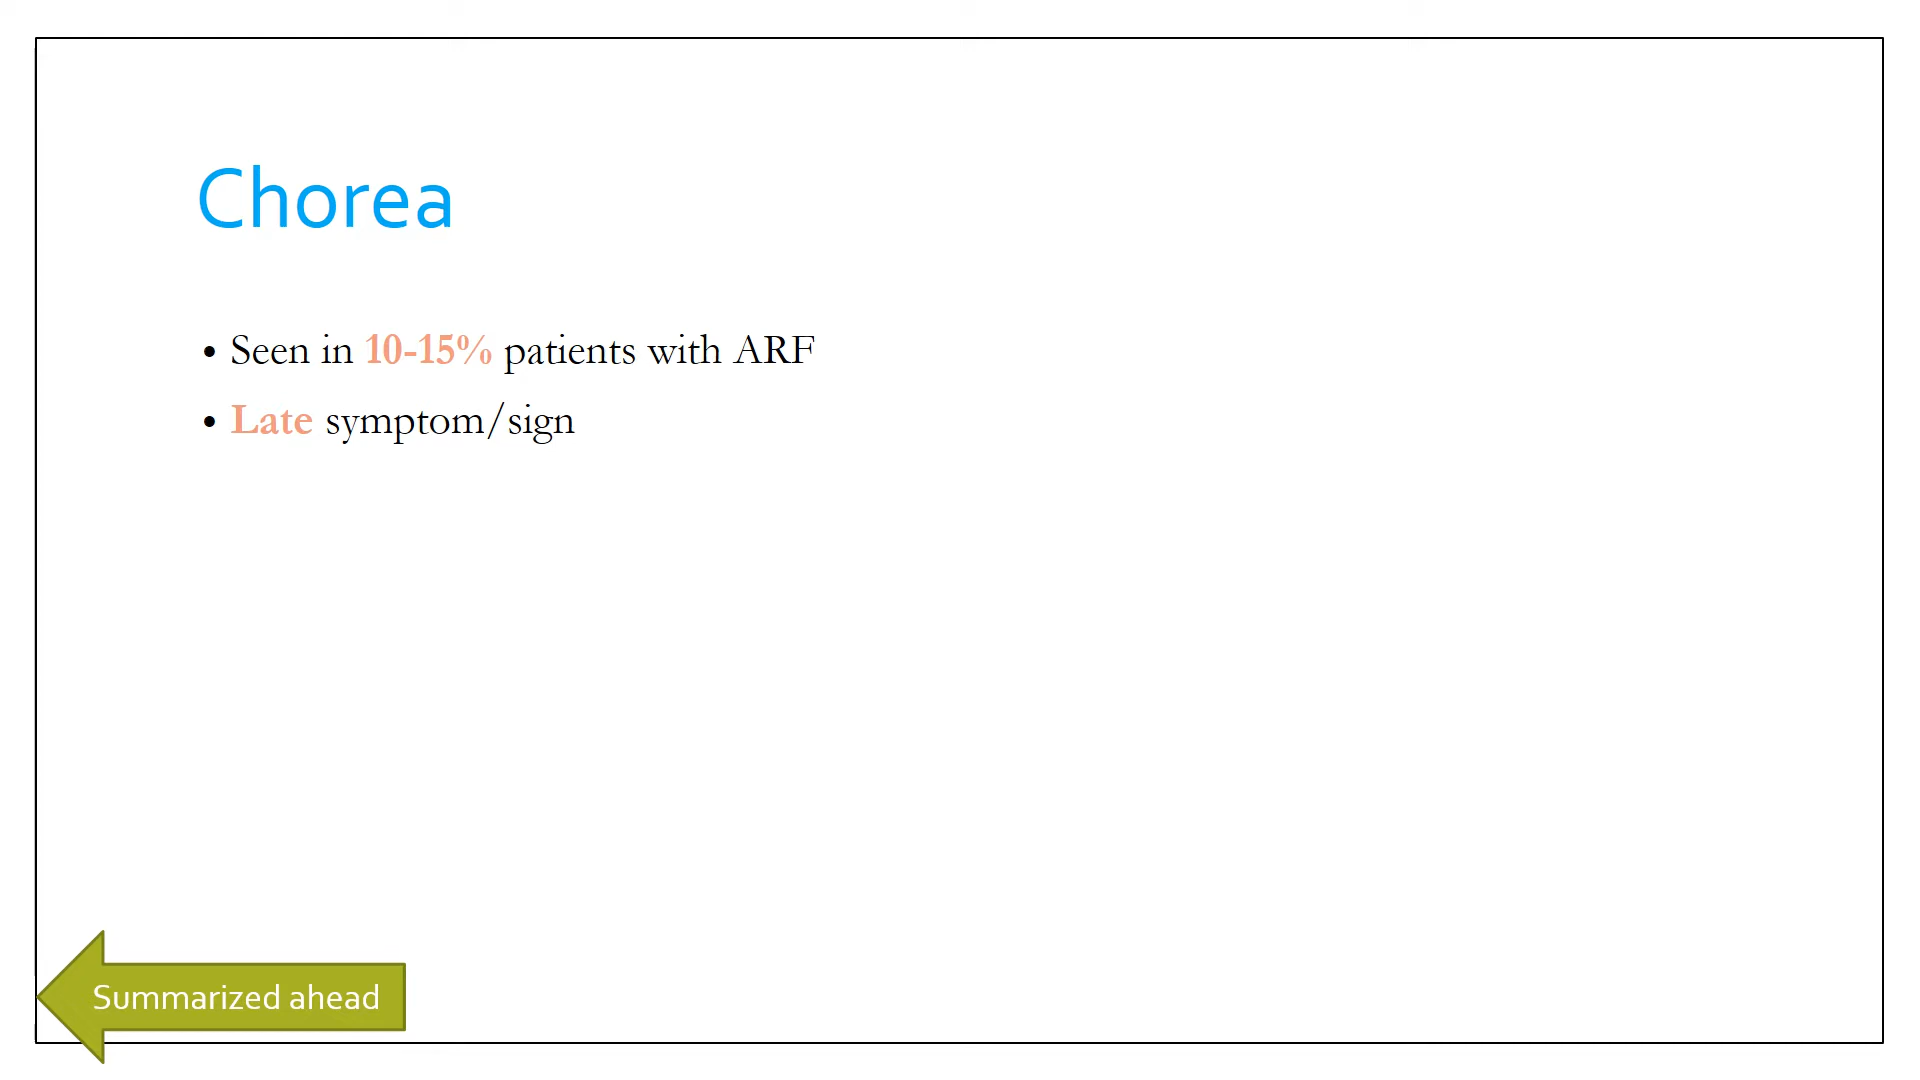 Chorea
• Seen in 10-15% patients with ARF
• Late symptom/sign
Summarized ahead